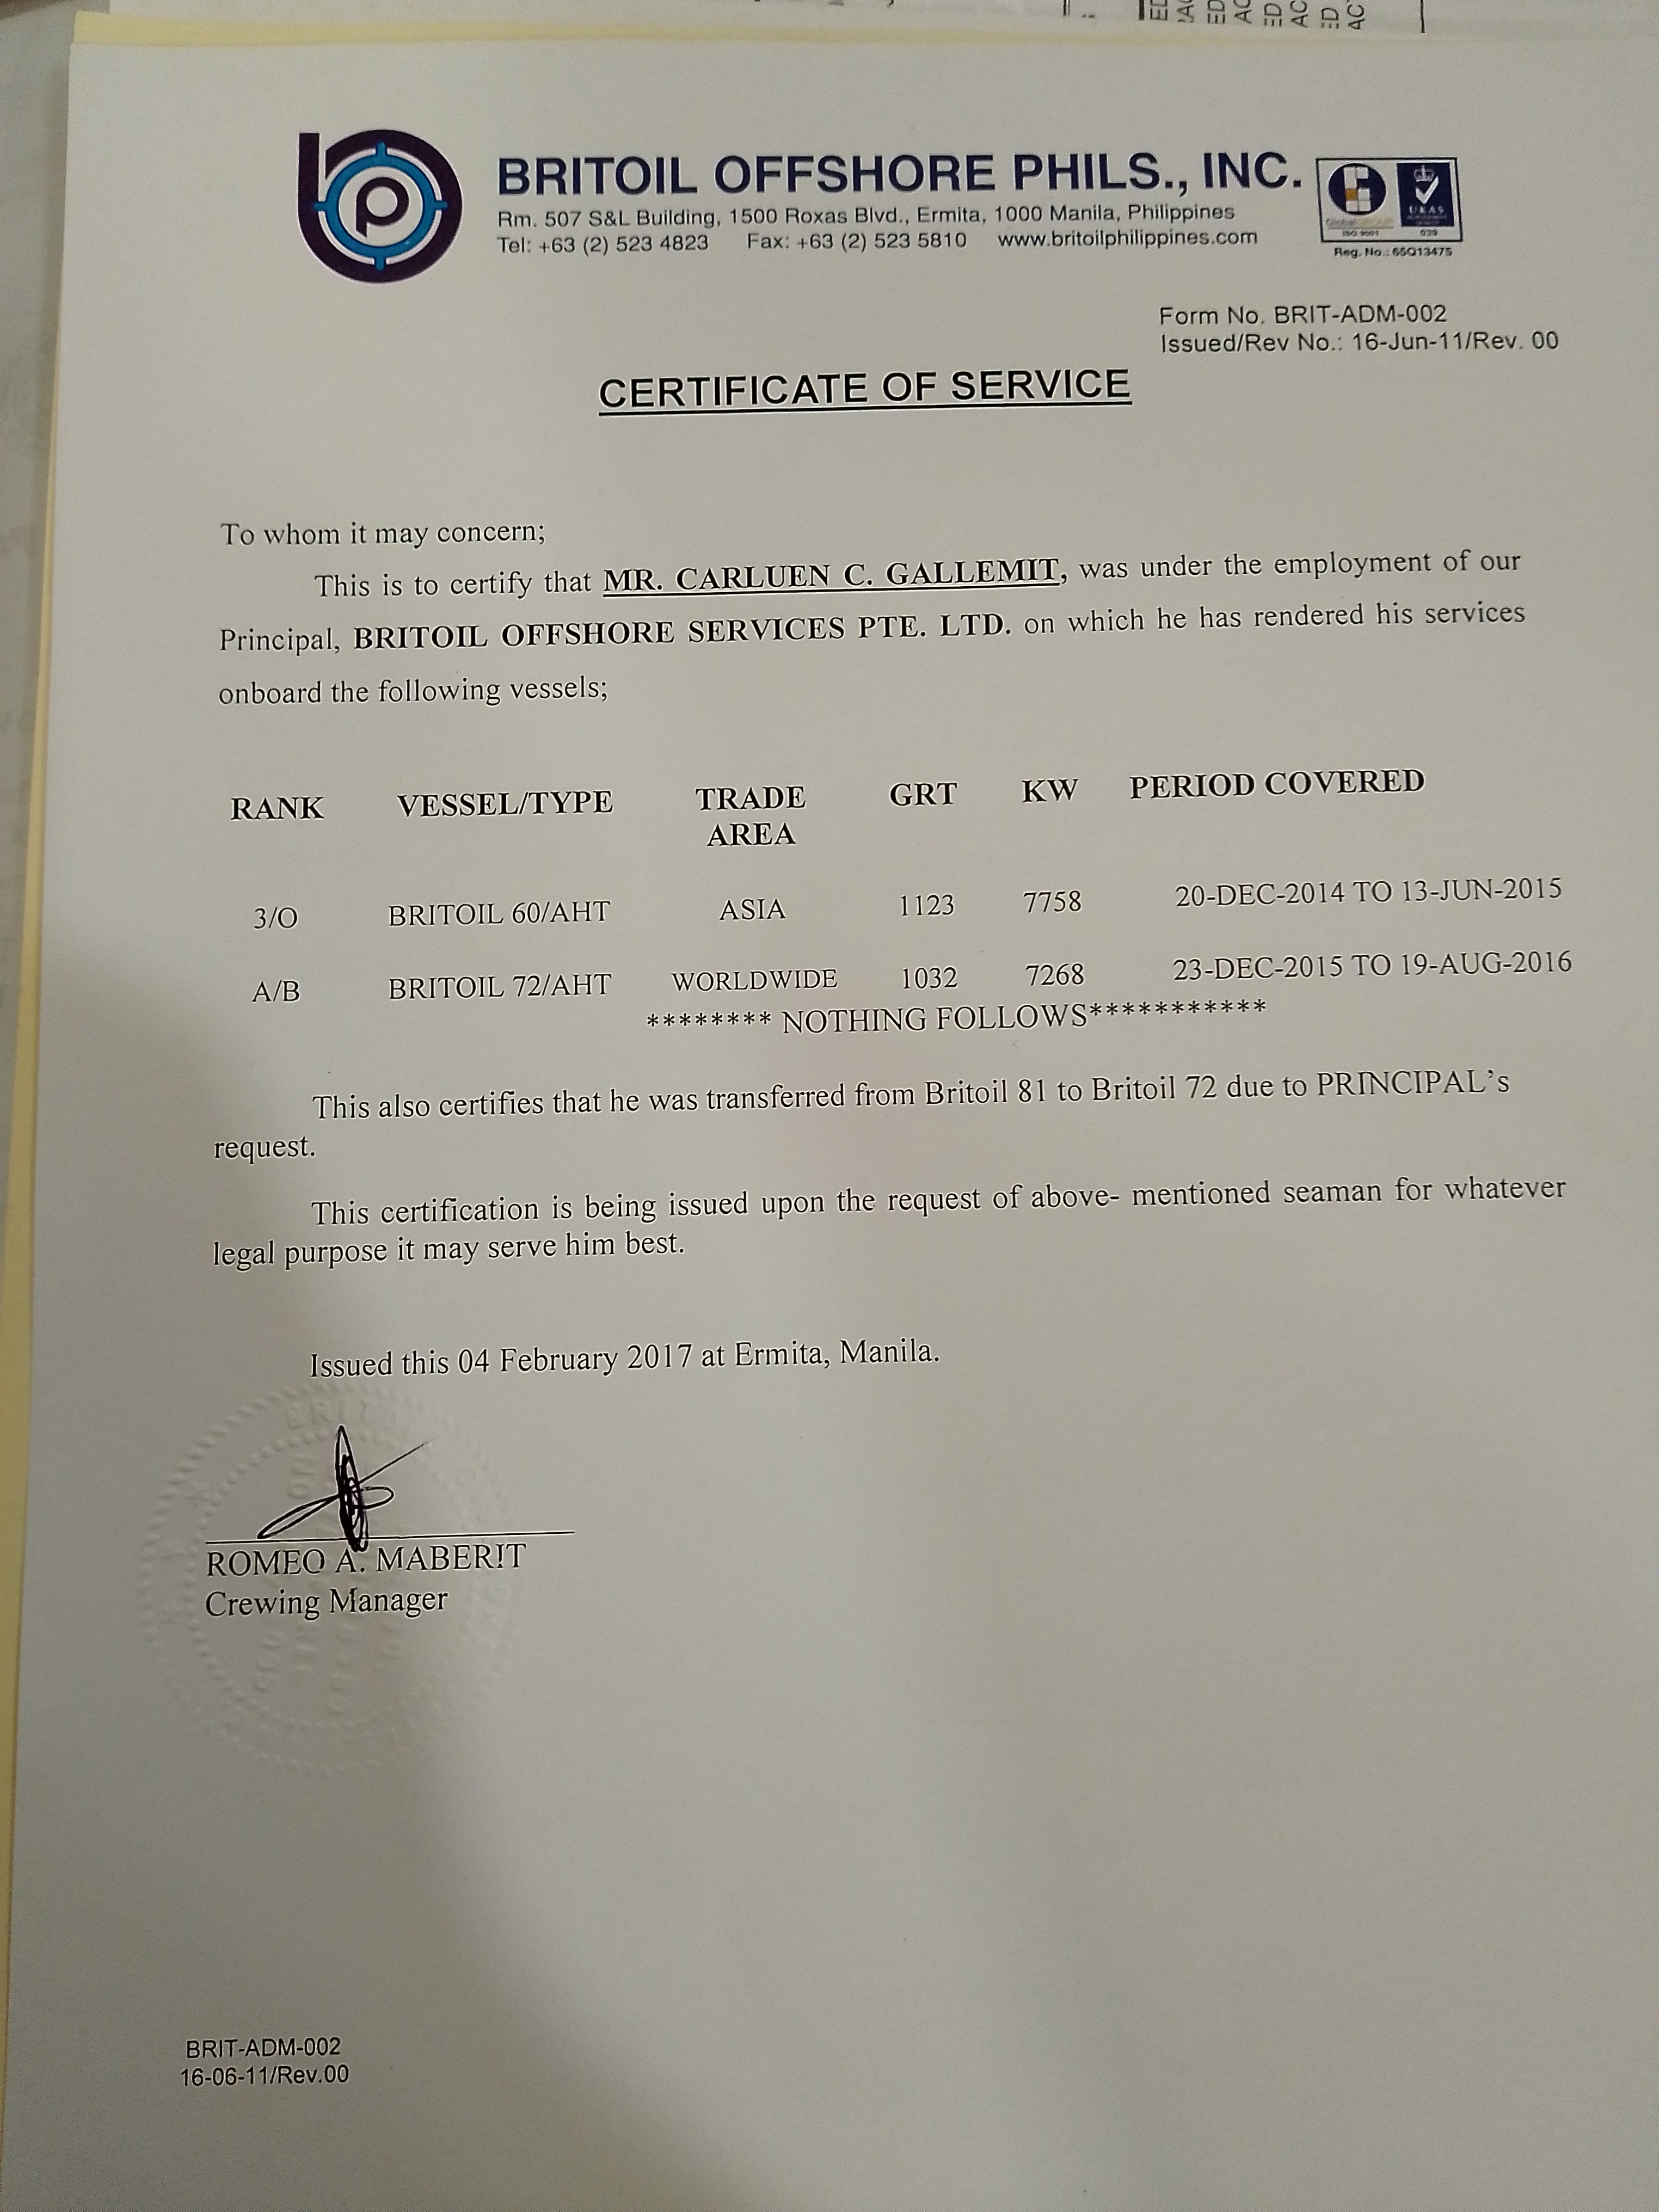 BRITOIL OFFSHORE PHILS., INC.
Rm. 507 S&L Building, 1500 Roxas Blvd., Ermita, 1000 Manila, Philippines
Tel: +63 (2) 523 4823 Fax: +63 (2) 523 5810 www.britoilphilippines.com
GlobalGROUP
ISO 9001
UKAS
039
Reg. No.: 65Q13475
Form No. BRIT-ADM-002
Issued/Rev No.: 16-Jun-11/Rev. 00
CERTIFICATE OF SERVICE
To whom it may concern;
This is to certify that MR. CARLUEN C. GALLEMIT, was under the employment of our
Principal, BRITOIL OFFSHORE SERVICES PTE. LTD. on which he has rendered his services
onboard the following vessels;
RANK VESSEL/TYPE TRADE AREA GRT KW PERIOD COVERED
3/O BRITOIL 60/AHT ASIA 1123 7758 20-DEC-2014 TO 13-JUN-2015
A/B BRITOIL 72/AHT WORLDWIDE 1032 7268 23-DEC-2015 TO 19-AUG-2016
******** NOTHING FOLLOWS***********
This also certifies that he was transferred from Britoil 81 to Britoil 72 due to PRINCIPAL's
request.
This certification is being issued upon the request of above- mentioned seaman for whatever
legal purpose it may serve him best.
Issued this 04 February 2017 at Ermita, Manila.
ROMEO A. MABERIT
Crewing Manager
BRIT-ADM-002
16-06-11/Rev.00